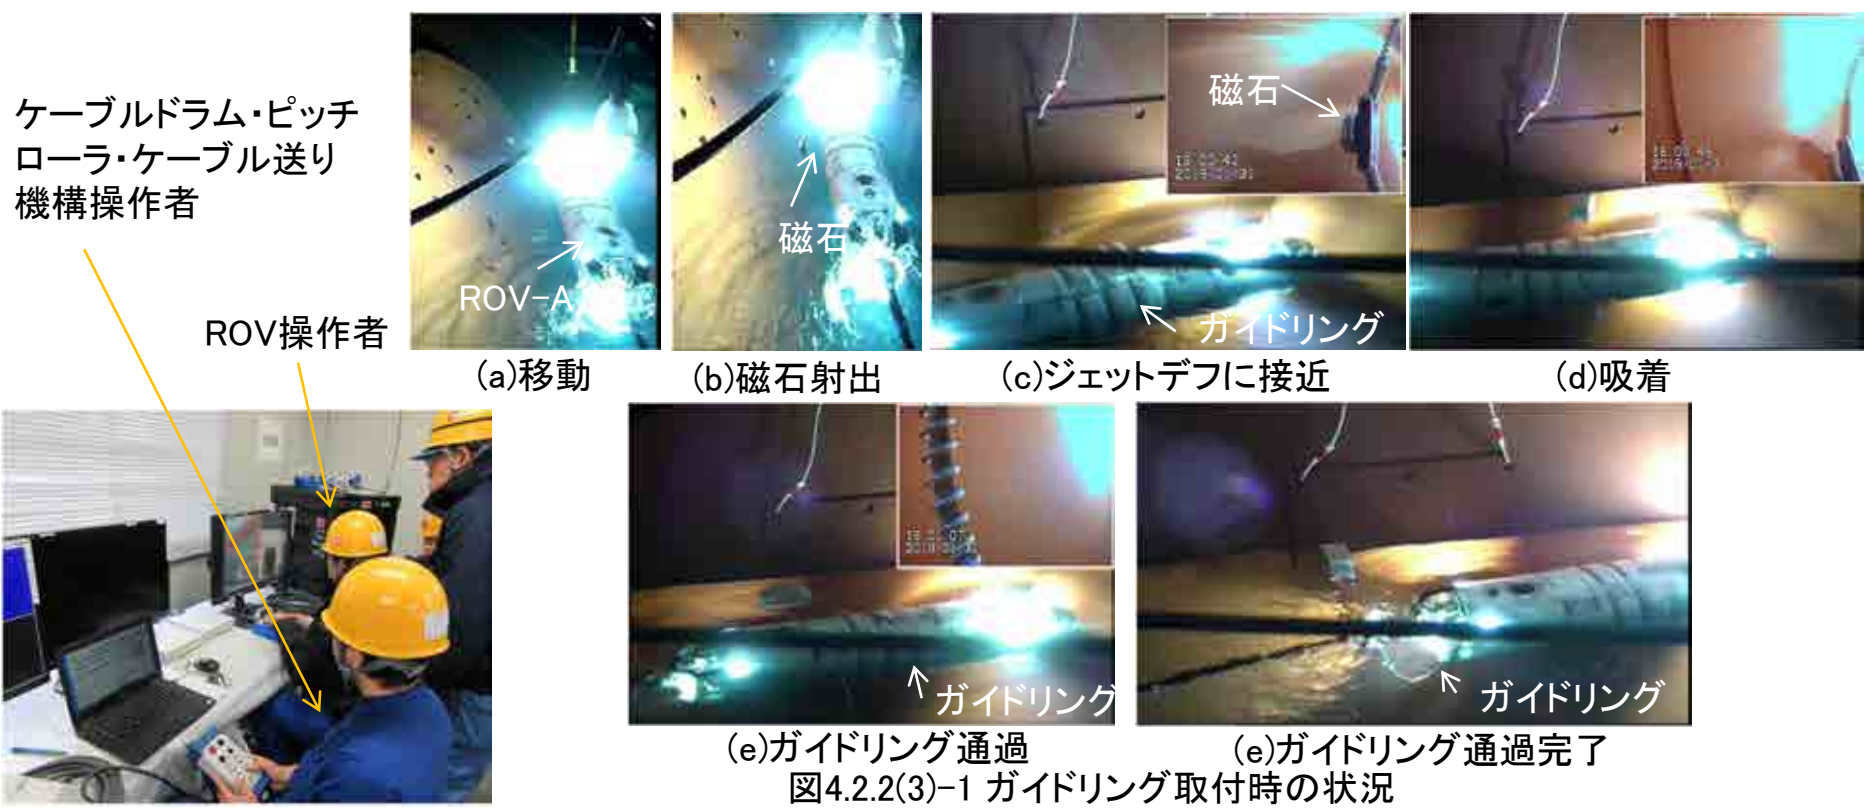 ケーブルドラム・ピッチ
ローラ・ケーブル送り
機構操作者
ROV操作者
ROV-A
(a)移動
磁石
(b)磁石射出
磁石
ガイドリング
(c)ジェットデフに接近
(d)吸着
ガイドリング
(e)ガイドリング通過
ガイドリング
(e)ガイドリング通過完了
図4.2.2(3)-1 ガイドリング取付時の状況